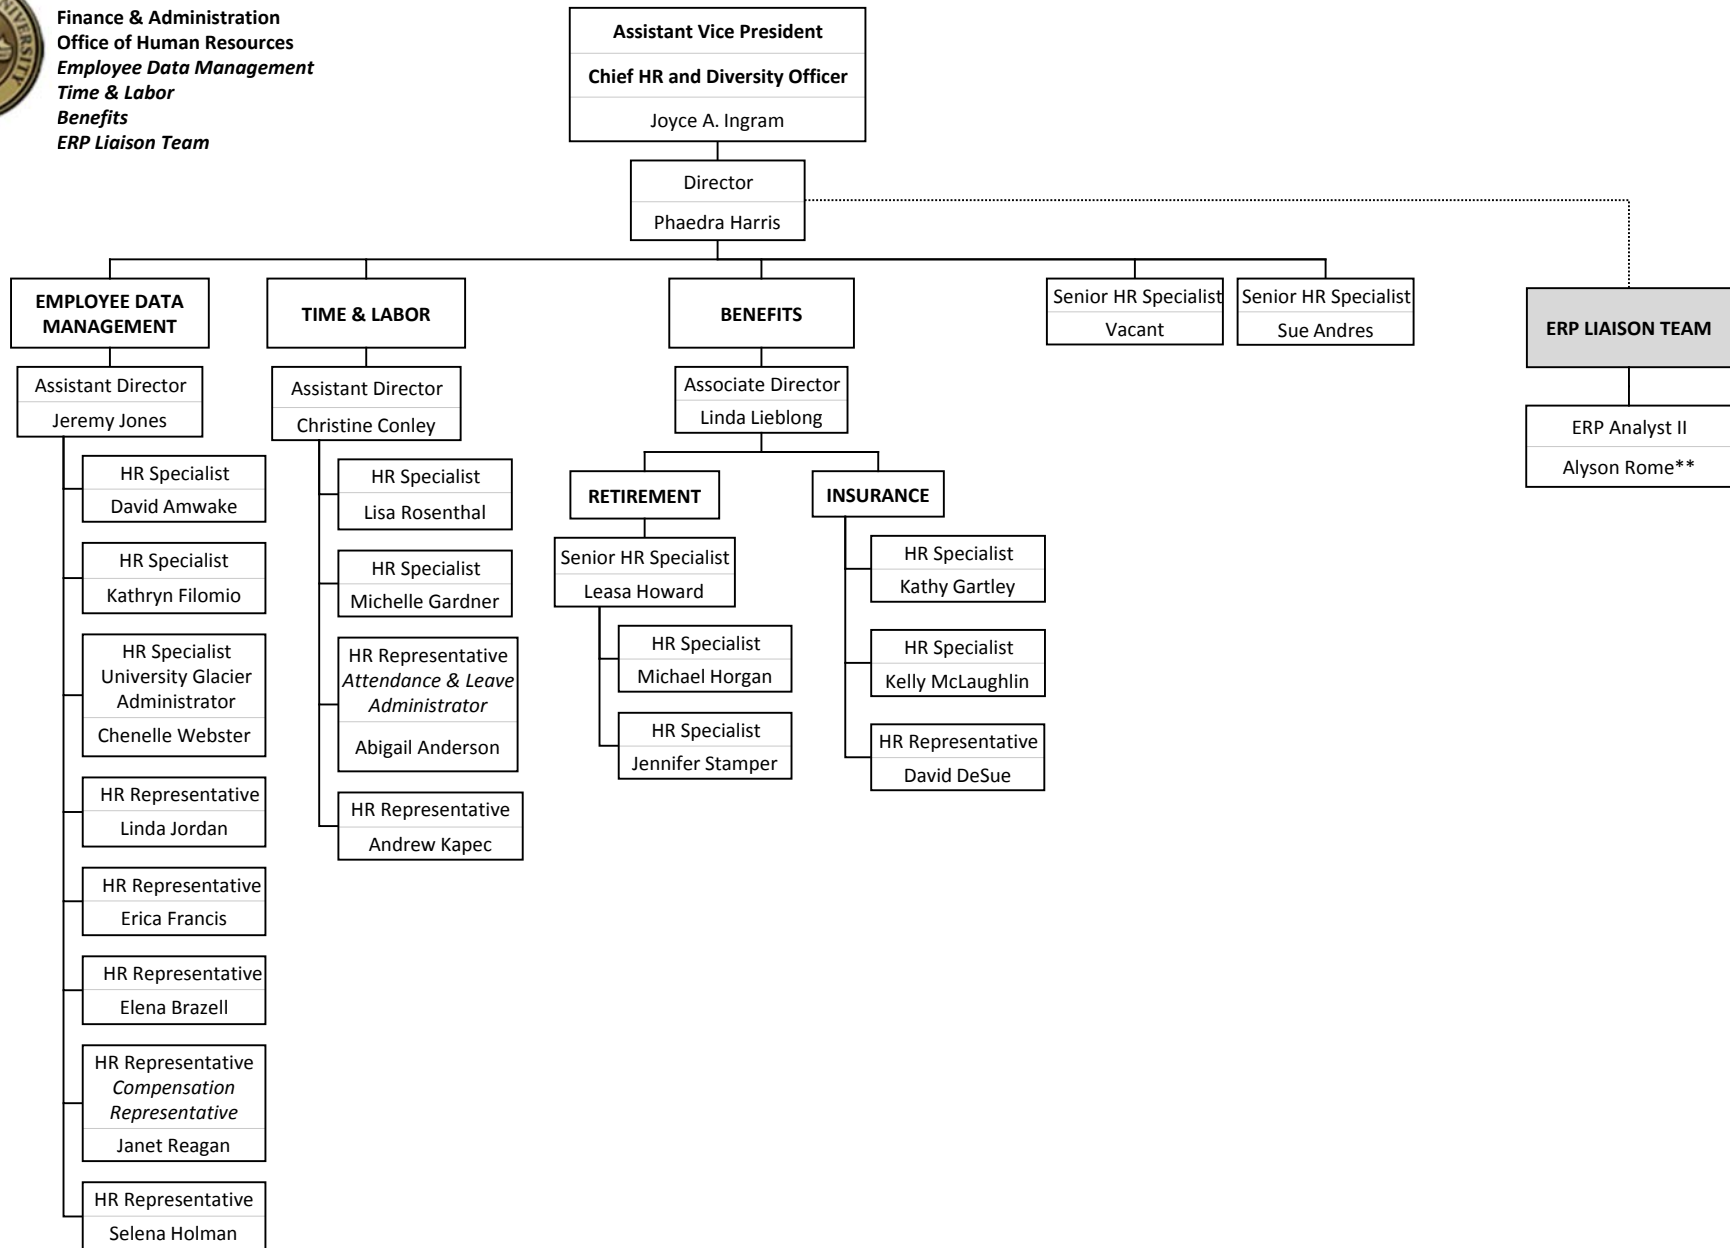 UNIVERSITY
Finance & Administration
Office of Human Resources
Employee Data Management
Time & Labor
Benefits
ERP Liaison Team
Assistant Vice President
Chief HR and Diversity Officer
Joyce A. Ingram
Director
Phaedra Harris
EMPLOYEE DATA
MANAGEMENT
Assistant Director
Jeremy Jones
HR Specialist
David Amwake
HR Specialist
Kathryn Filomio
HR Specialist
University Glacier
Administrator
Chenelle Webster
HR Representative
Linda Jordan
HR Representative
Erica Francis
HR Representative
Elena Brazell
HR Representative
Compensation
Representative
Janet Reagan
HR Representative
Selena Holman
TIME & LABOR
Assistant Director
Christine Conley
HR Specialist
Lisa Rosenthal
HR Specialist
Michelle Gardner
HR Representative
Attendance & Leave
Administrator
Abigail Anderson
HR Representative
Andrew Kapec
BENEFITS
Associate Director
Linda Lieblong
RETIREMENT
Senior HR Specialist
Leasa Howard
HR Specialist
Michael Horgan
HR Specialist
Jennifer Stamper
INSURANCE
HR Specialist
Kathy Gartley
HR Specialist
Kelly McLaughlin
HR Representative
David DeSue
Senior HR Specialist
Vacant
Senior HR Specialist
Sue Andres
ERP LIAISON TEAM
ERP Analyst II
Alyson Rome**